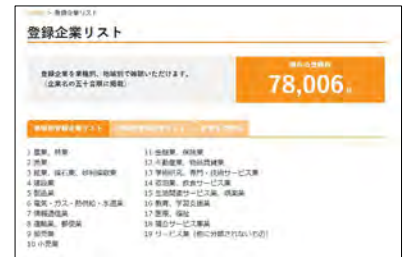 登録企業リスト
登録企業を業種別、地域別で確認いただけます。
(企業名の五十音順に掲載)
現在の登録数
78,006
1 農業、林業
2 漁業
3 鉱業、採石業、砂利採取業
4 建設業
5 製造業
6 電気・ガス・熱供給・水道業
7 情報通信業
8 運輸業、郵便業
9 卸売業
10 小売業
11 金融業、保険業
12 不動産業、物品賃貸業
13 学術研究、専門・技術サービス業
14 宿泊業、飲食サービス業
15 生活関連サービス業、娯楽業
16 教育、学習支援業
17 医療、福祉
18 複合サービス事業
19 サービス業(他に分類されないもの)